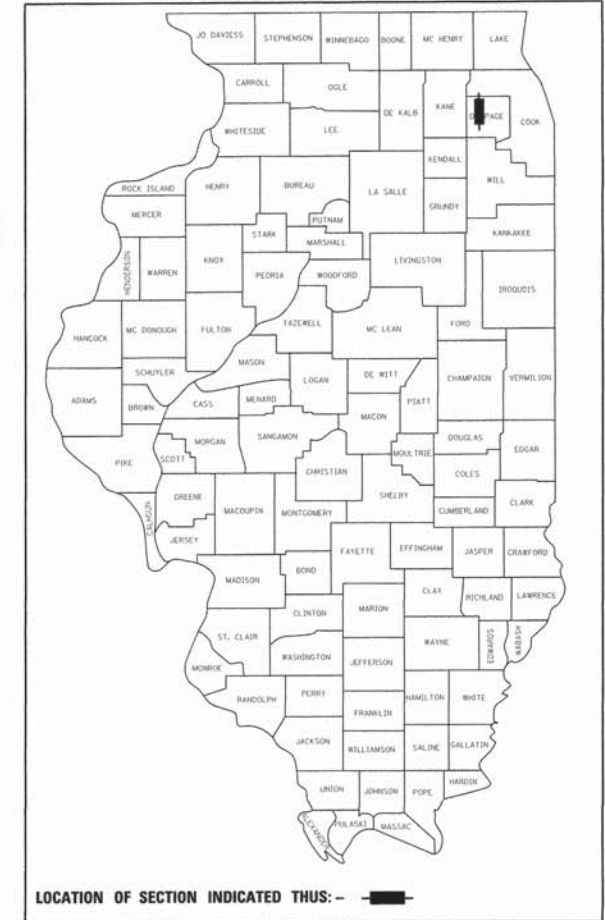 JO DAVIESS STEPHENSON WINNEBAGO BOONE MC HENRY LAKE
CARROLL OGLE DE KALB KANE COOK
WHITESIDE LEE
KENDALL
WILL
ROCK ISLAND HENRY BUREAU LA SALLE GRUNDY
MERCER PUTNAM KANKAKEE
STARK MARSHALL
HENDERSON WARREN KNOX PEORIA WOODFORD LIVINGSTON IROQUOIS
HANCOCK MC DONOUGH FULTON TAZEWELL MC LEAN FORD
SCHUYLER MASON DE WITT CHAMPAIGN VERMILION
ADAMS BROWN CASS MENARD LOGAN PIATT
MACON
PIKE SCOTT MORGAN SANGAMON MOULTRIE DOUGLAS EDGAR
CHRISTIAN COLES
SHELBY
CALHOUN GREENE MACOUPIN MONTGOMERY CUMBERLAND CLARK
JERSEY FAYETTE EFFINGHAM JASPER CRAWFORD
MADISON BOND
CLAY RICHLAND LAWRENCE
CLINTON MARION
ST. CLAIR WAYNE EDWARDS WABASH
MONROE WASHINGTON JEFFERSON
RANDOLPH PERRY HAMILTON WHITE
FRANKLIN
JACKSON WILLIAMSON SALINE GALLATIN
UNION JOHNSON POPE HARDIN
ALEXANDER PULASKI MASSAC
LOCATION OF SECTION INDICATED THUS: -